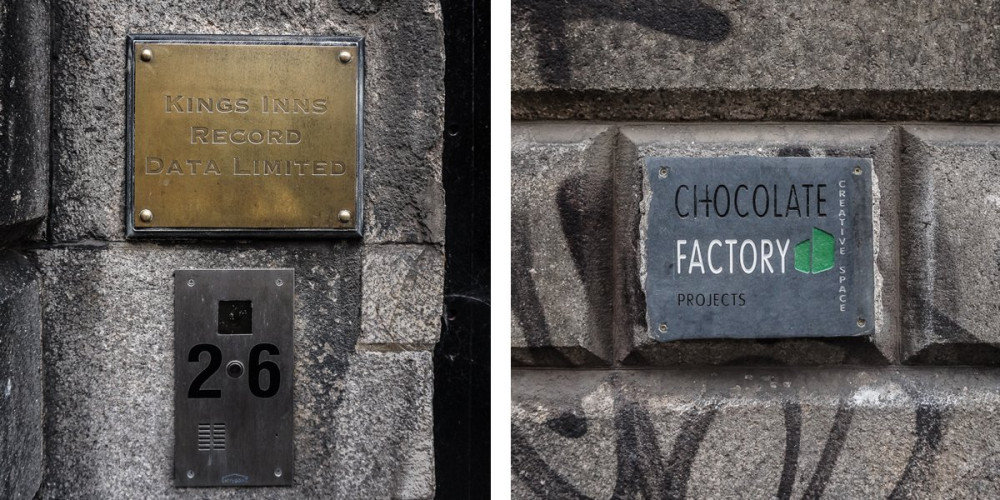 KINGS INNS
RECORD
DATA LIMITED
26
CHOCOLATE
FACTORY
PROJECTS
CREATIVE SPACE